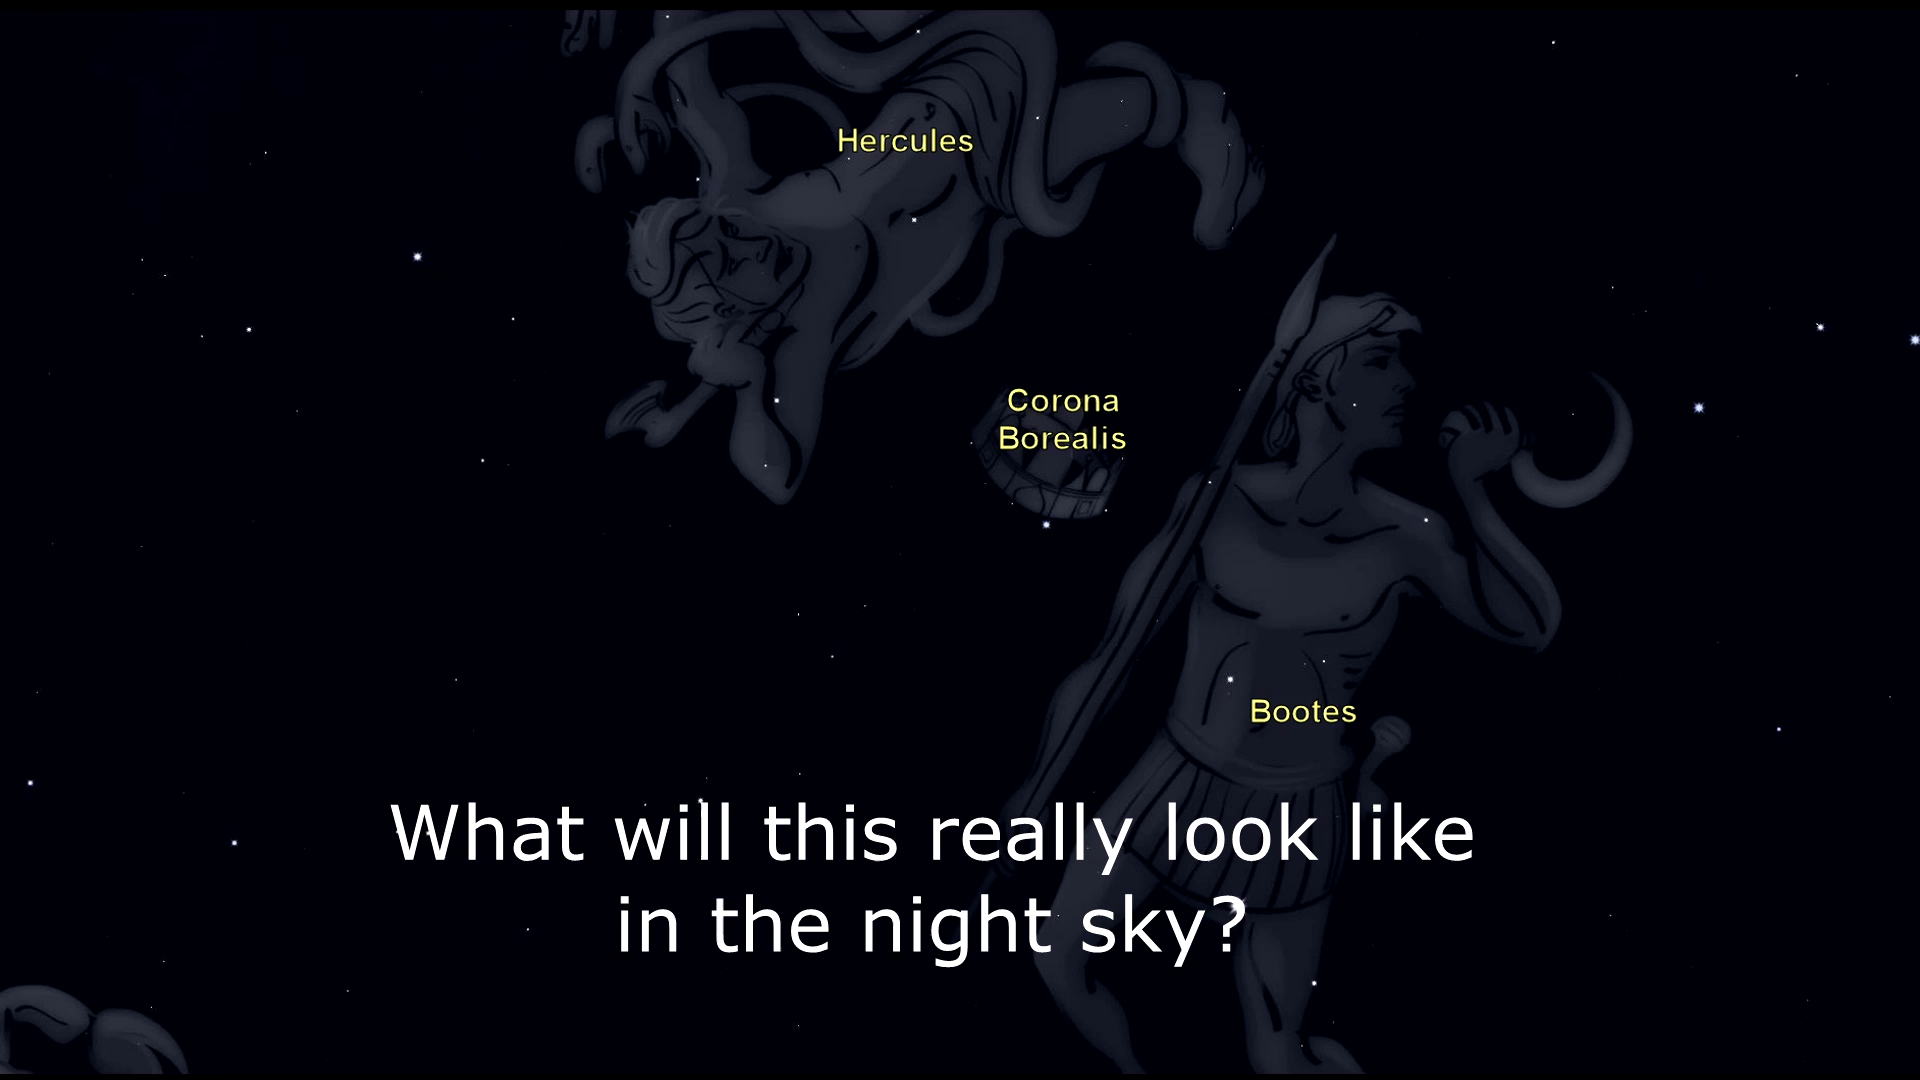 Hercules
Corona
Borealis
Bootes
What will this really look like
in the night sky?